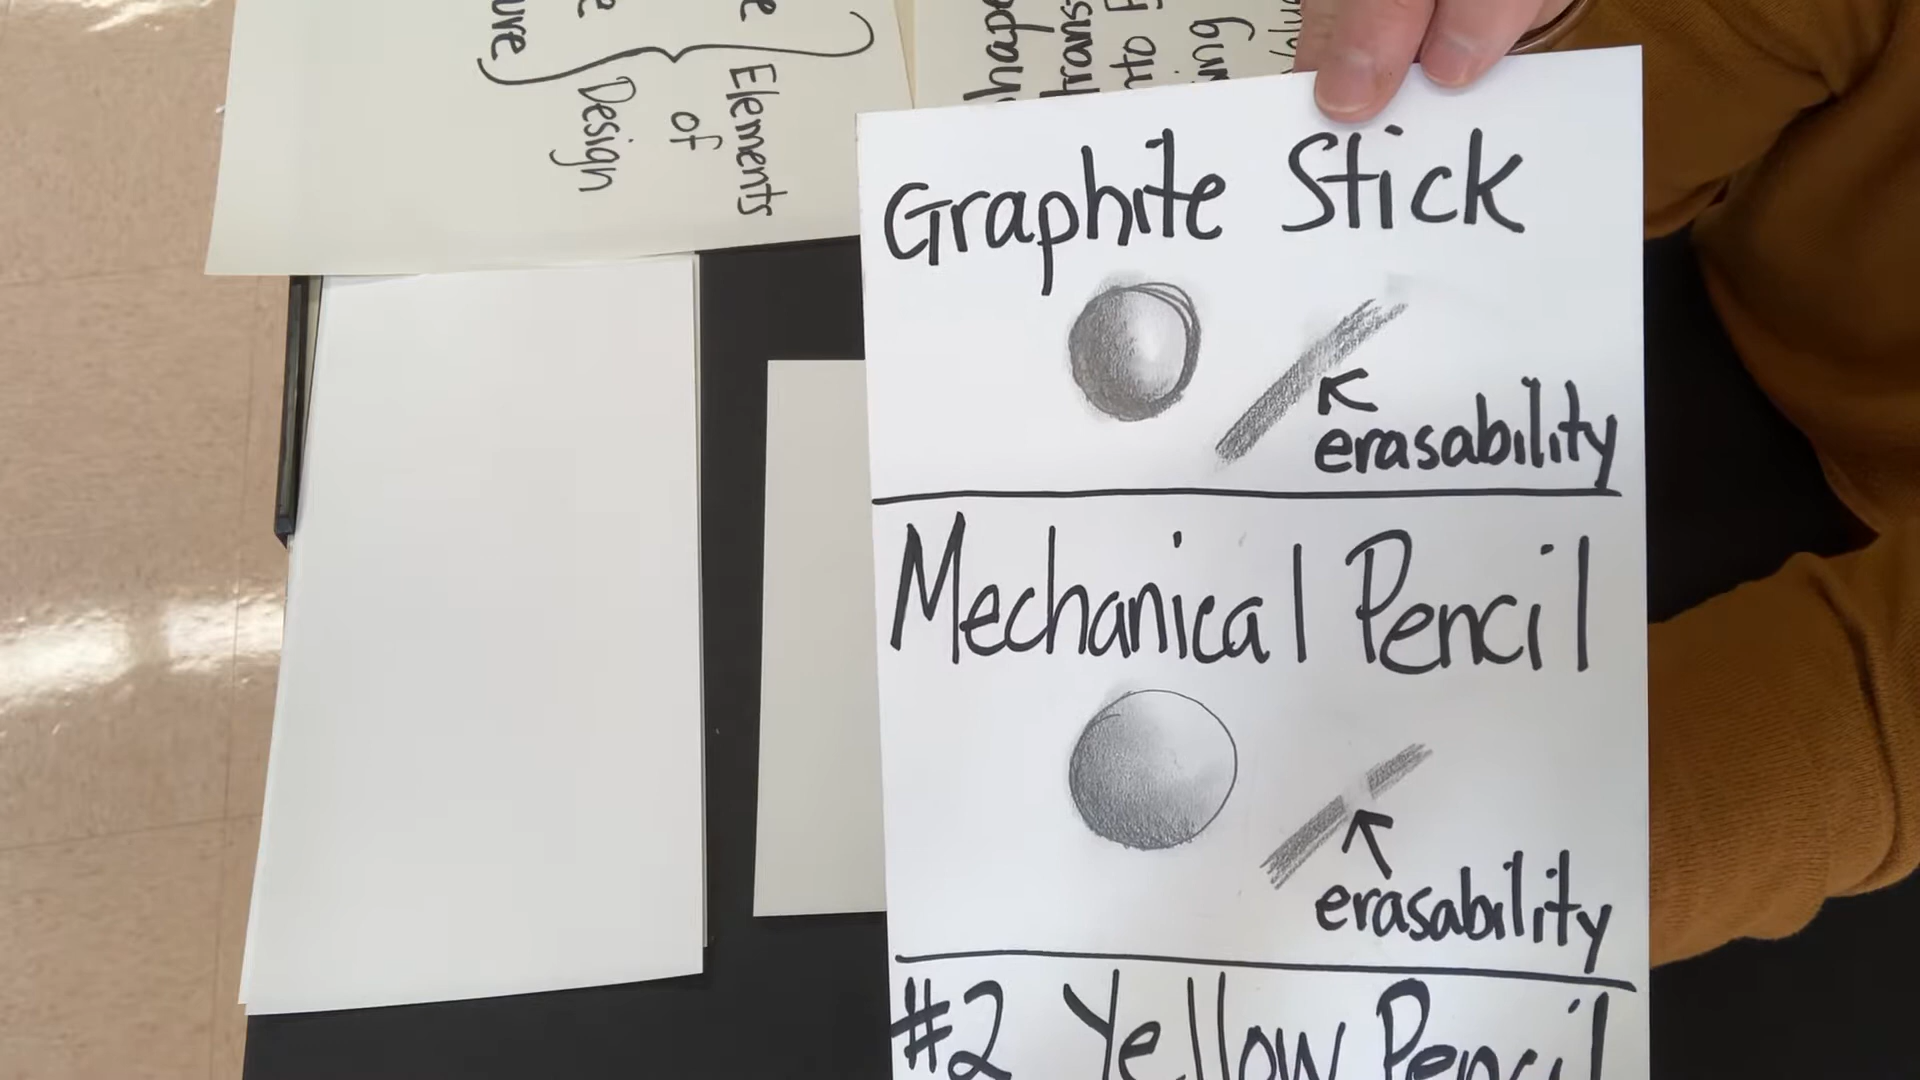 Graphite Stick
erasability
Mechanical Pencil
erasability
#2 Yellow Pencil
Elements
of
Design